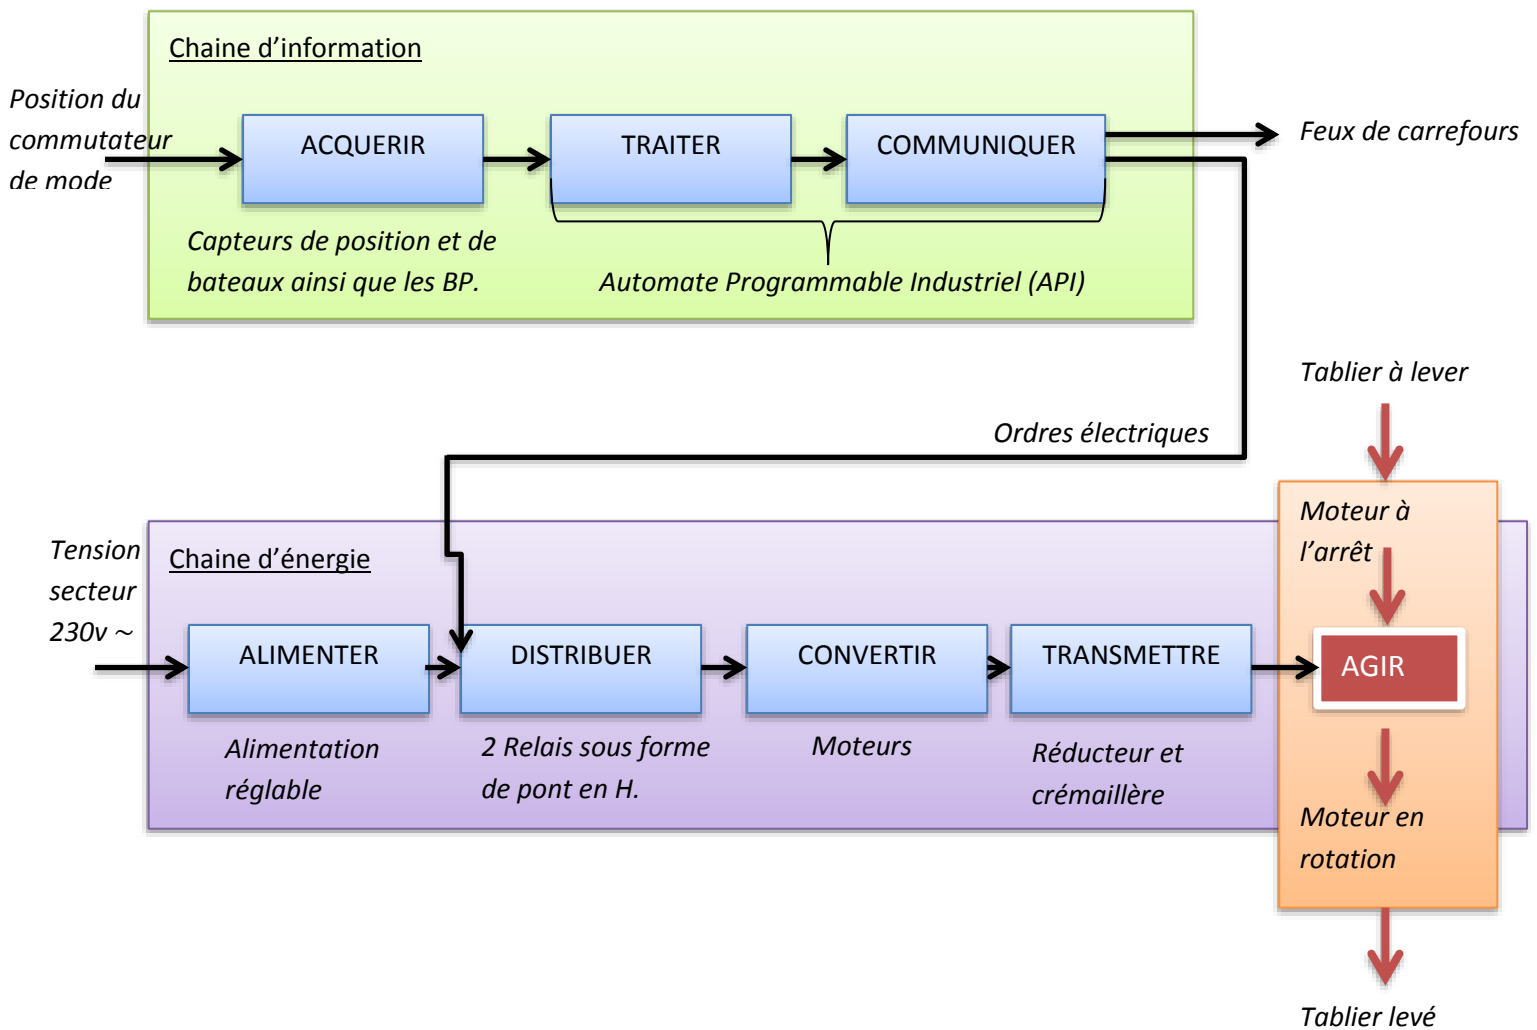 Chaine d’information
Position du
commutateur
de mode
ACQUERIR
TRAITER
COMMUNIQUER
Feux de carrefours
Capteurs de position et de
bateaux ainsi que les BP.
Automate Programmable Industriel (API)
Tablier à lever
Ordres électriques
Moteur à
l’arrêt
Tension
secteur
230v ~
Chaine d’énergie
ALIMENTER
DISTRIBUER
CONVERTIR
TRANSMETTRE
AGIR
Alimentation
réglable
2 Relais sous forme
de pont en H.
Moteurs
Réducteur et
crémaillère
Moteur en
rotation
Tablier levé